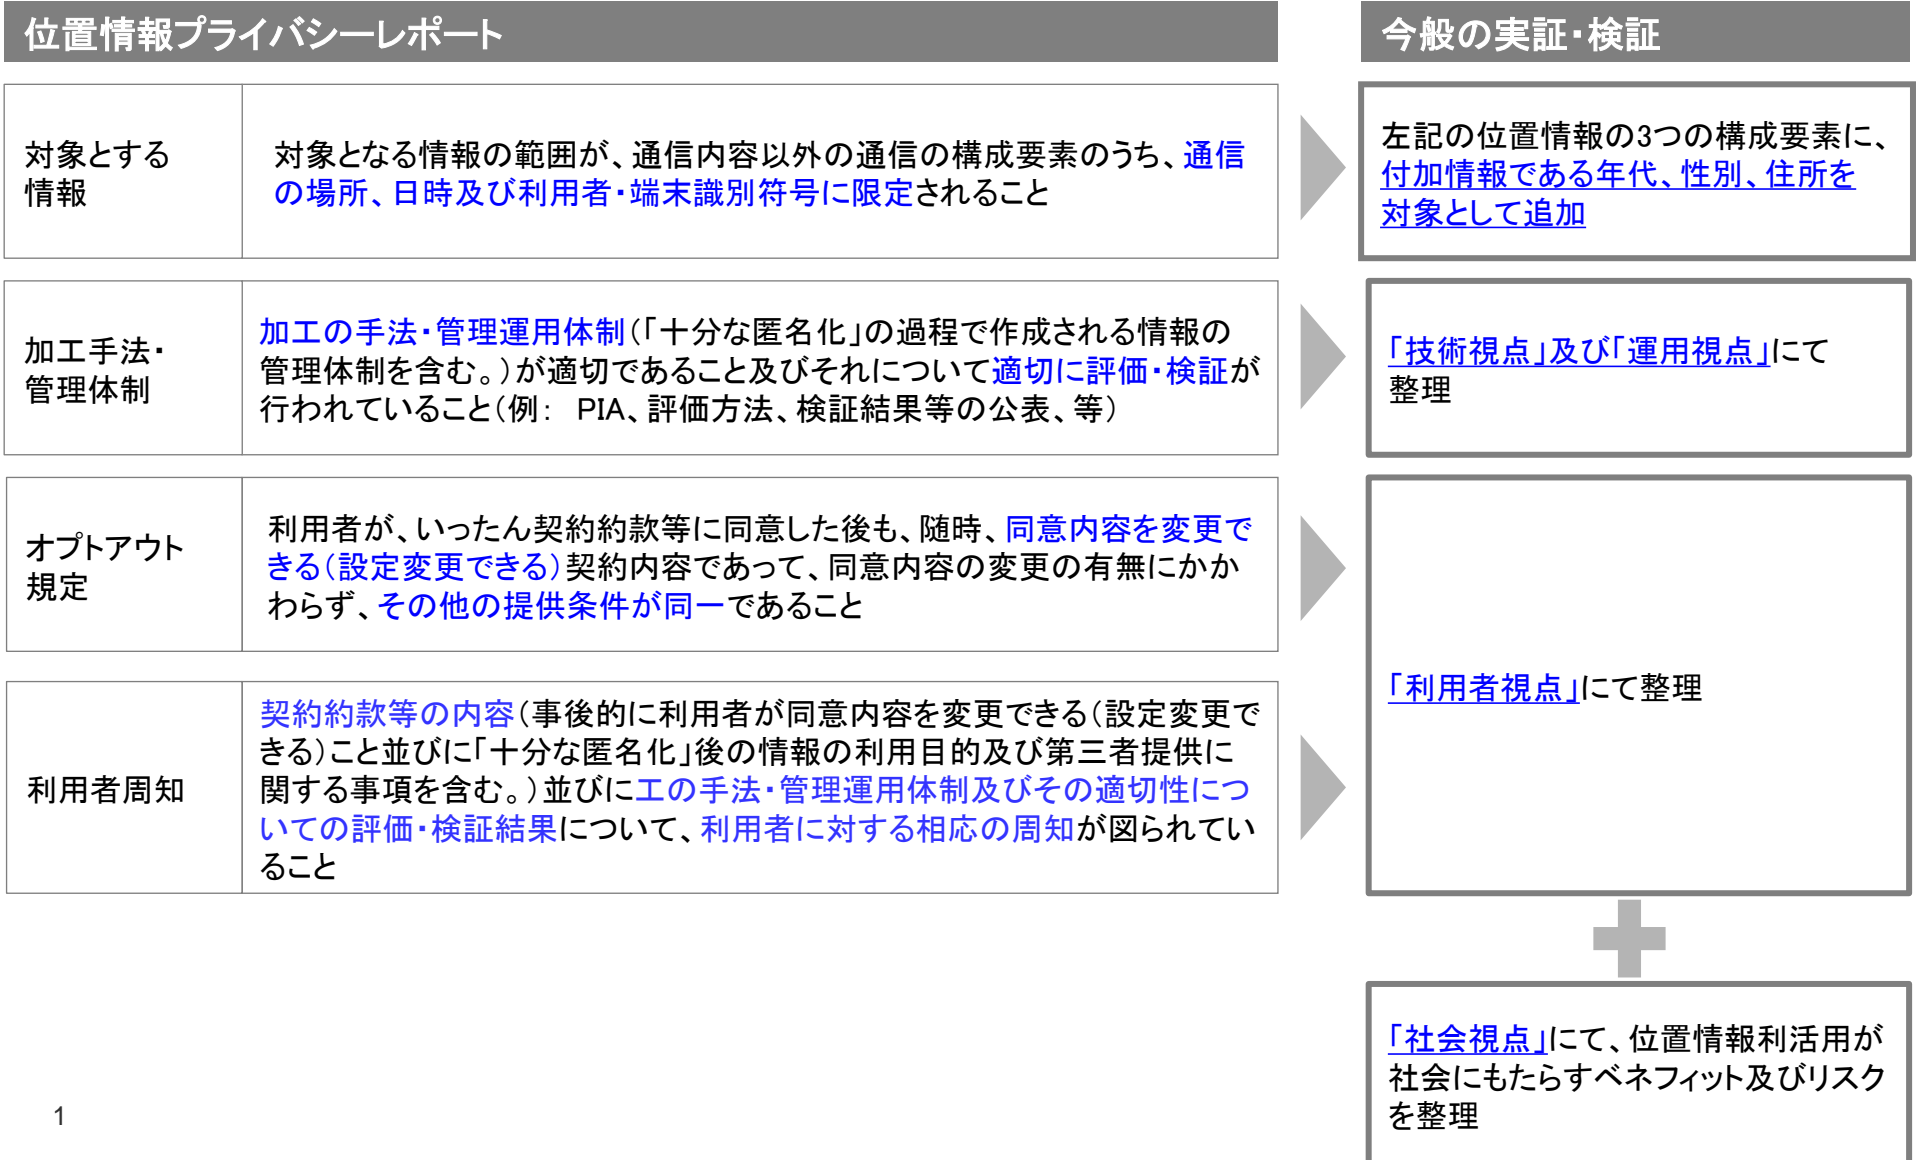 位置情報プライバシーレポート
今般の実証・検証
対象とする
情報
対象となる情報の範囲が、通信内容以外の通信の構成要素のうち、通信
の場所、日時及び利用者・端末識別符号に限定されること
左記の位置情報の3つの構成要素に、
付加情報である年代、性別、住所を
対象として追加
加工手法・
管理体制
加工の手法・管理運用体制（「十分な匿名化」の過程で作成される情報の
管理体制を含む。）が適切であること及びそれについて適切に評価・検証が
行われていること（例： PIA、評価方法、検証結果等の公表、等）
「技術視点」及び「運用視点」にて
整理
オプトアウト
規定
利用者が、いったん契約約款等に同意した後も、随時、同意内容を変更で
きる（設定変更できる）契約内容であって、同意内容の変更の有無にかか
わらず、その他の提供条件が同一であること
利用者周知
契約約款等の内容（事後的に利用者が同意内容を変更できる（設定変更で
きる）こと並びに「十分な匿名化」後の情報の利用目的及び第三者提供に
関する事項を含む。）並びに工の手法・管理運用体制及びその適切性につ
いての評価・検証結果について、利用者に対する相応の周知が図られてい
ること
「利用者視点」にて整理
「社会視点」にて、位置情報利活用が
社会にもたらすベネフィット及びリスク
を整理
1